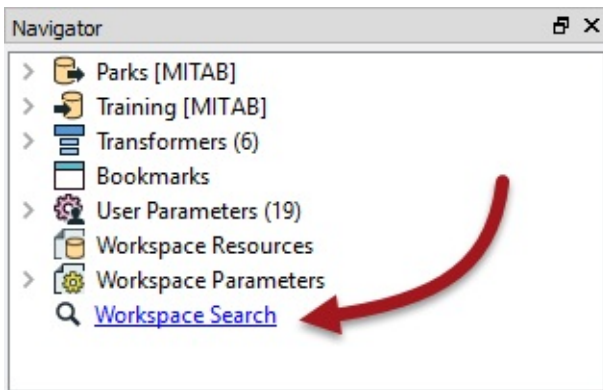 Navigator
Parks [MITAB]
Training [MITAB]
Transformers (6)
Bookmarks
User Parameters (19)
Workspace Resources
Workspace Parameters
Workspace Search